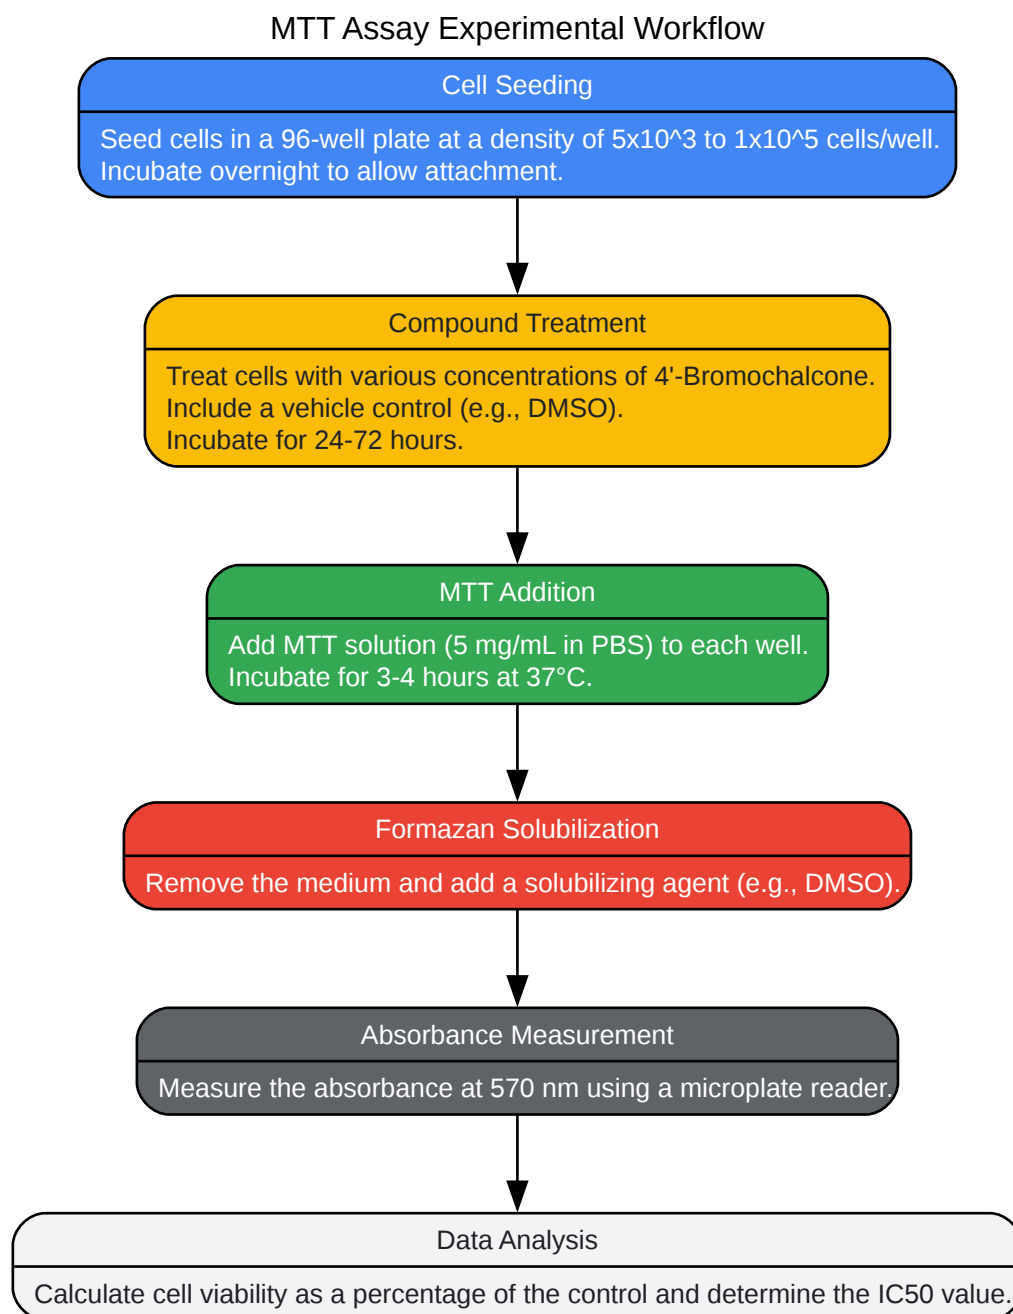 MTT Assay Experimental Workflow
Cell Seeding
Seed cells in a 96-well plate at a density of 5x10^3 to 1x10^5 cells/well.
Incubate overnight to allow attachment.
Compound Treatment
Treat cells with various concentrations of 4'-Bromochalcone.
Include a vehicle control (e.g., DMSO).
Incubate for 24-72 hours.
MTT Addition
Add MTT solution (5 mg/mL in PBS) to each well.
Incubate for 3-4 hours at 37°C.
Formazan Solubilization
Remove the medium and add a solubilizing agent (e.g., DMSO).
Absorbance Measurement
Measure the absorbance at 570 nm using a microplate reader.
Data Analysis
Calculate cell viability as a percentage of the control and determine the IC50 value.